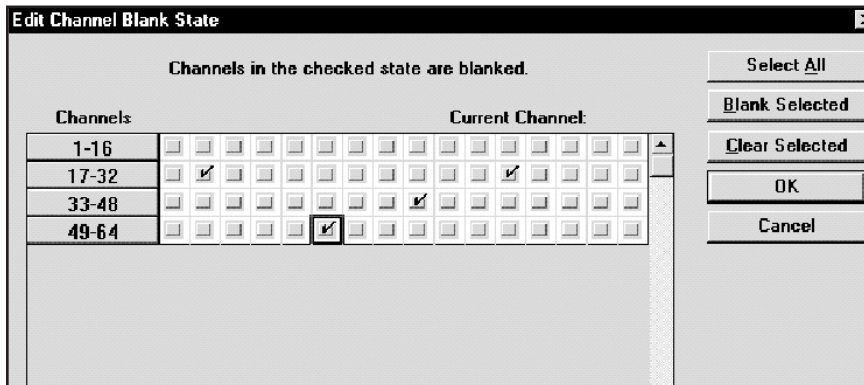 Edit Channel Blank State
Channels in the checked state are blanked.
Channels
Current Channel:
1-16
17-32
33-48
49-64
Select All
Blank Selected
Clear Selected
OK
Cancel